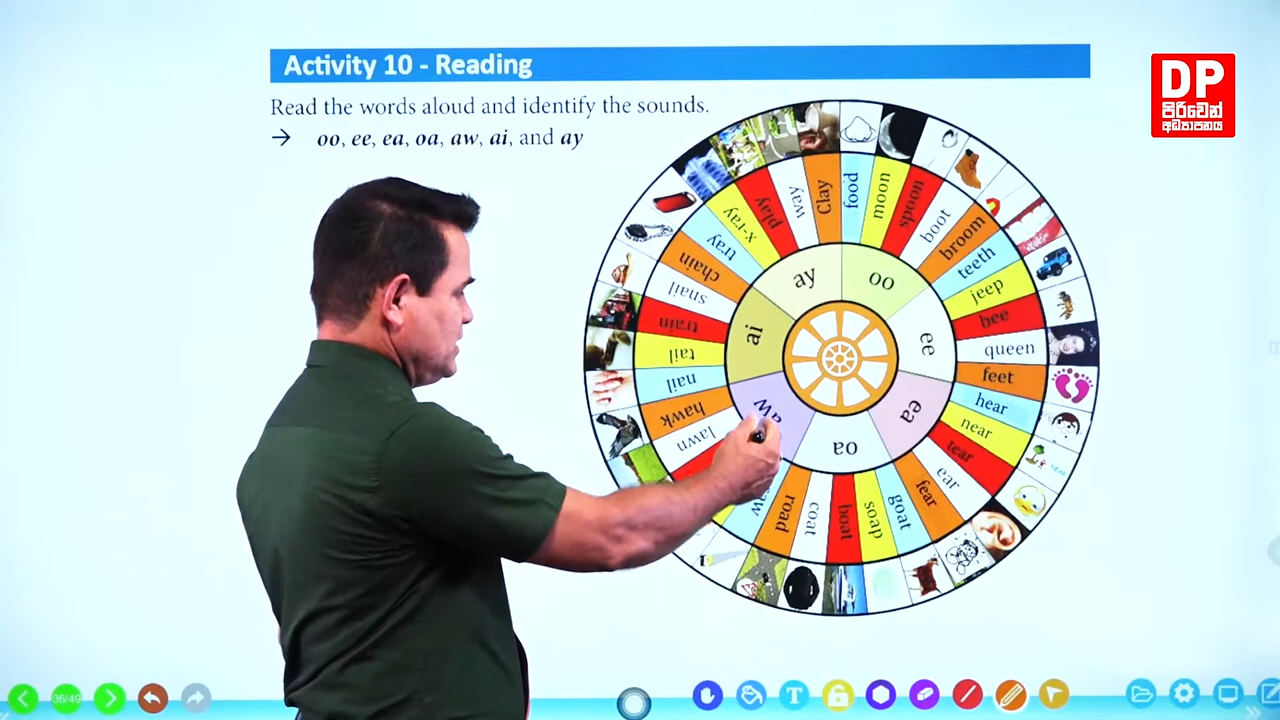 Activity 10 - Reading
DP
පිරිවෙන්
අධ්‍යාපනය
Read the words aloud and identify the sounds.
→ oo, ee, ea, oa, aw, ai, and ay
oo
food
moon
spoon
boot
broom
ee
teeth
jeep
bee
queen
feet
ea
hear
near
tear
ear
fear
oa
goat
soap
boat
coat
road
aw
lawn
hawk
ai
nail
tail
train
snail
chain
ay
tray
x-ray
play
way
Clay
36/49
T